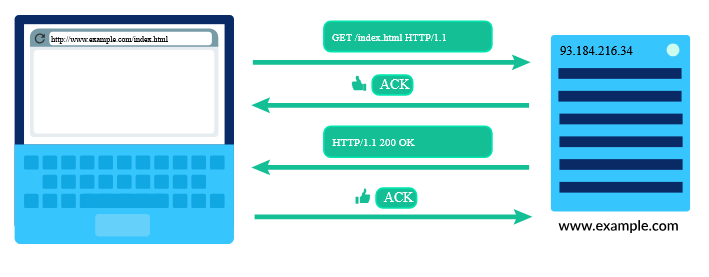 http://www.example.com/index.html
GET /index.html HTTP/1.1
ACK
HTTP/1.1 200 OK
ACK
93.184.216.34
www.example.com